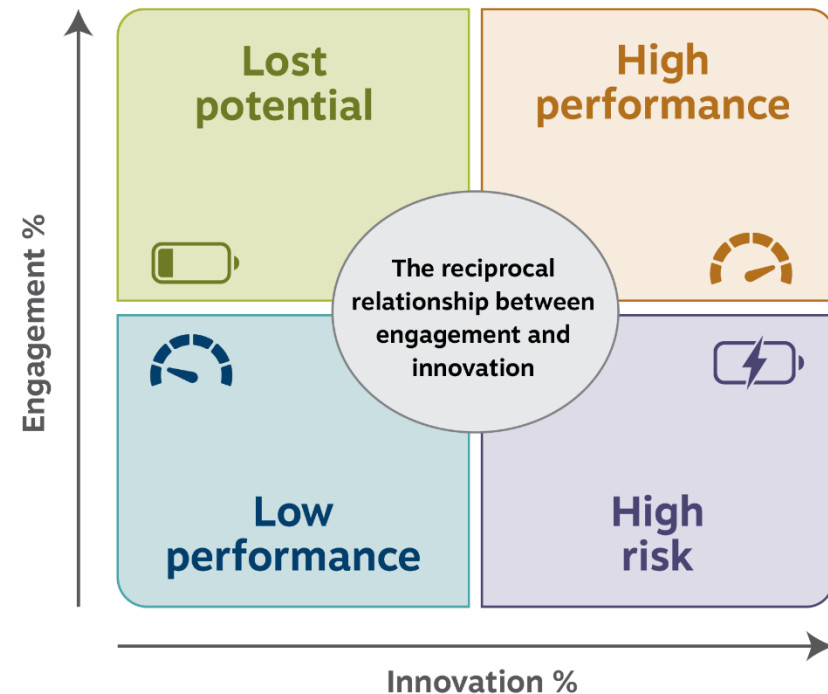 Lost
potential
High
performance
The reciprocal
relationship between
engagement and
innovation
Low
performance
High
risk
Engagement %
Innovation %